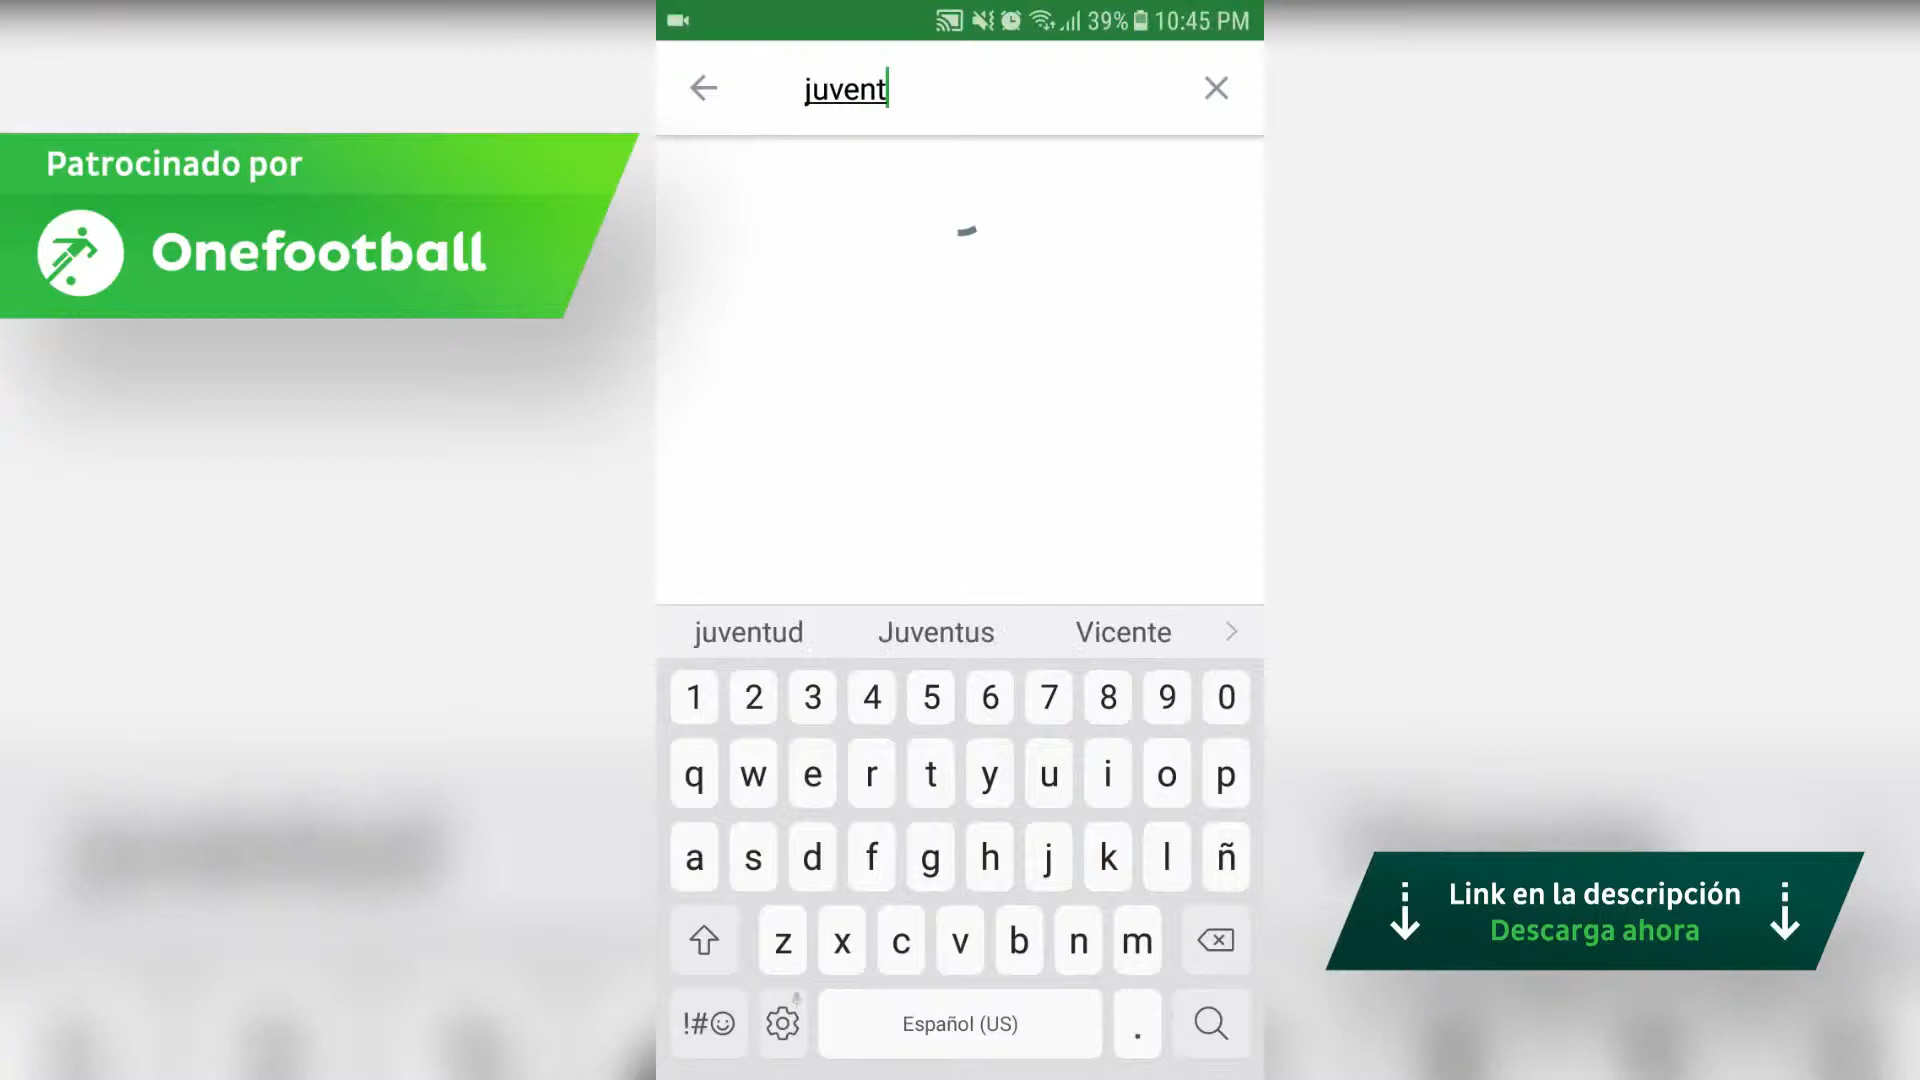 39% 10:45 PM
juvent
Patrocinado por
Onefootball
juventud Juventus Vicente
1 2 3 4 5 6 7 8 9 0
q w e r t y u i o p
a s d f g h j k l ñ
z x c v b n m
!#☺ Español (US) .
Link en la descripción
Descarga ahora